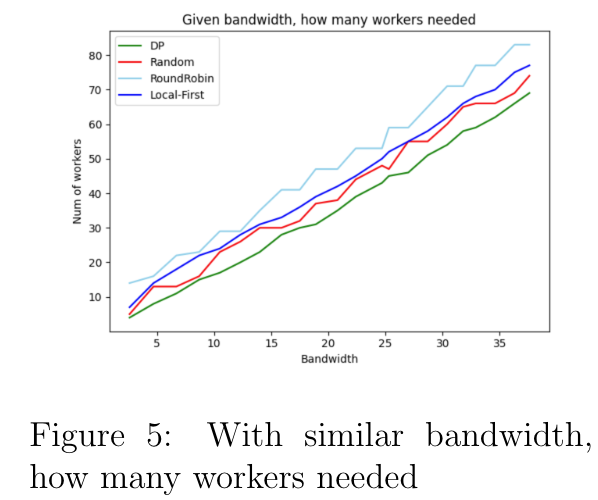 Given bandwidth, how many workers needed
DP
Random
RoundRobin
Local-First
80
70
60
50
40
30
20
10
Num of workers
5 10 15 20 25 30 35
Bandwidth
Figure 5: With similar bandwidth,
how many workers needed